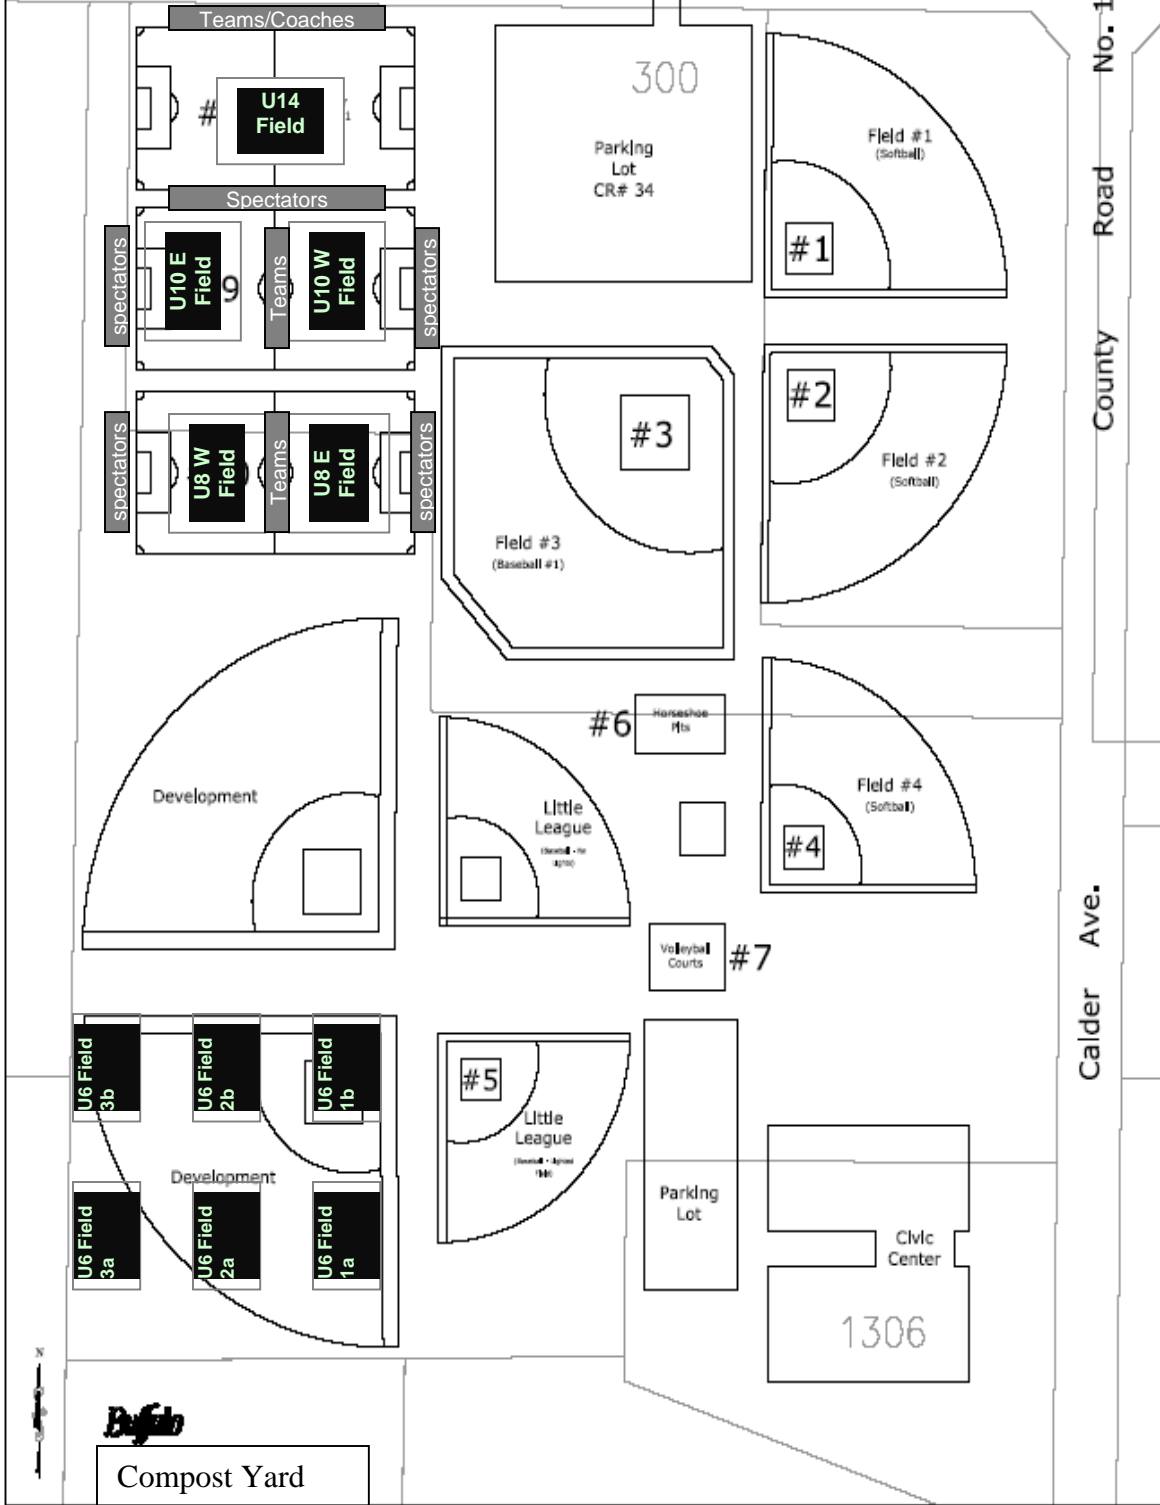 Teams/Coaches
#
U14
Field
1
Spectators
spectators
U10 E
Field
9
Teams
U10 W
Field
spectators
spectators
U8 W
Field
Teams
U8 E
Field
spectators
300
Parking
Lot
CR# 34
Field #1
(Softball)
#1
#2
Field #2
(Softball)
#3
Field #3
(Baseball #1)
County Road No. 1
Calder Ave.
#6
Horseshoe
Pits
Development
Little
League
Field #4
(Softball)
#4
Volleyball
Courts
#7
U6 Field
3b
U6 Field
2b
U6 Field
1b
#5
Little
League
(Baseball - Lighted
Field)
Development
U6 Field
3a
U6 Field
2a
U6 Field
1a
Parking
Lot
Civic
Center
1306
N
Buffalo
Compost Yard